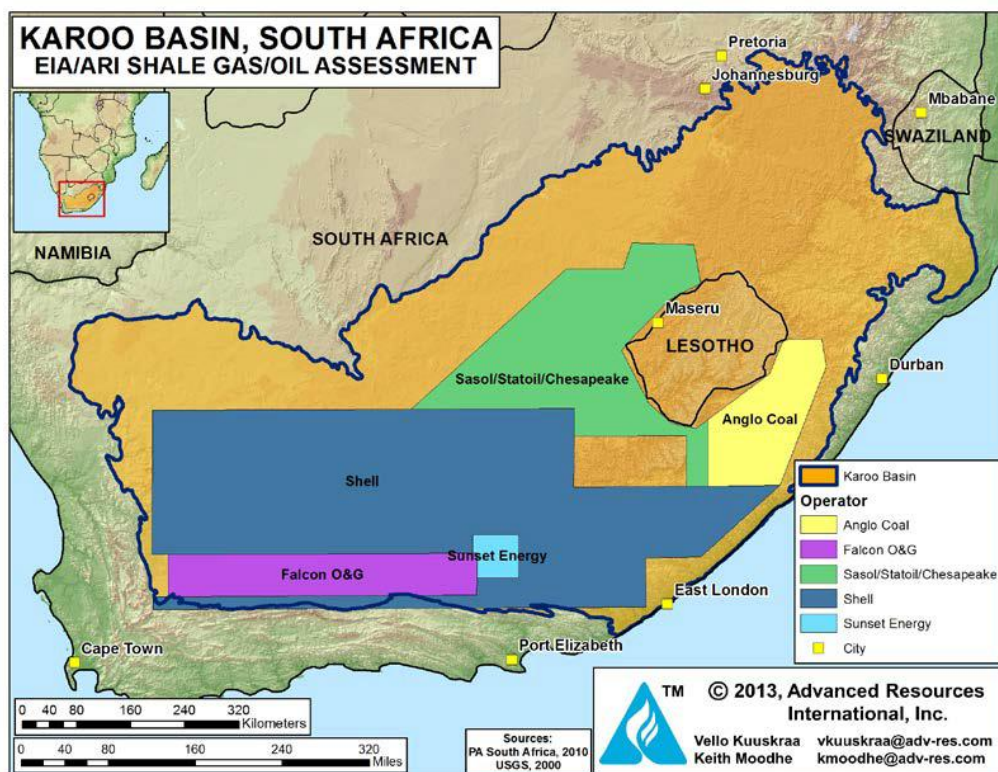 KAROO BASIN, SOUTH AFRICA
EIA/ARI SHALE GAS/OIL ASSESSMENT
Pretoria
Johannesburg
Mbabane
SWAZILAND
SOUTH AFRICA
NAMIBIA
Maseru
LESOTHO
Durban
Sasol/Statoil/Chesapeake
Anglo Coal
Shell
Sunset Energy
Falcon O&G
East London
Port Elizabeth
Cape Town
Karoo Basin
Operator
Anglo Coal
Falcon O&G
Sasol/Statoil/Chesapeake
Shell
Sunset Energy
City
0 40 80 160 240 320
Kilometers
0 40 80 160 240 320
Miles
Sources:
PA South Africa, 2010
USGS, 2000
TM
© 2013, Advanced Resources
International, Inc.
Vello Kuuskraa vkuuskraa@adv-res.com
Keith Moodhe kmoodhe@adv-res.com